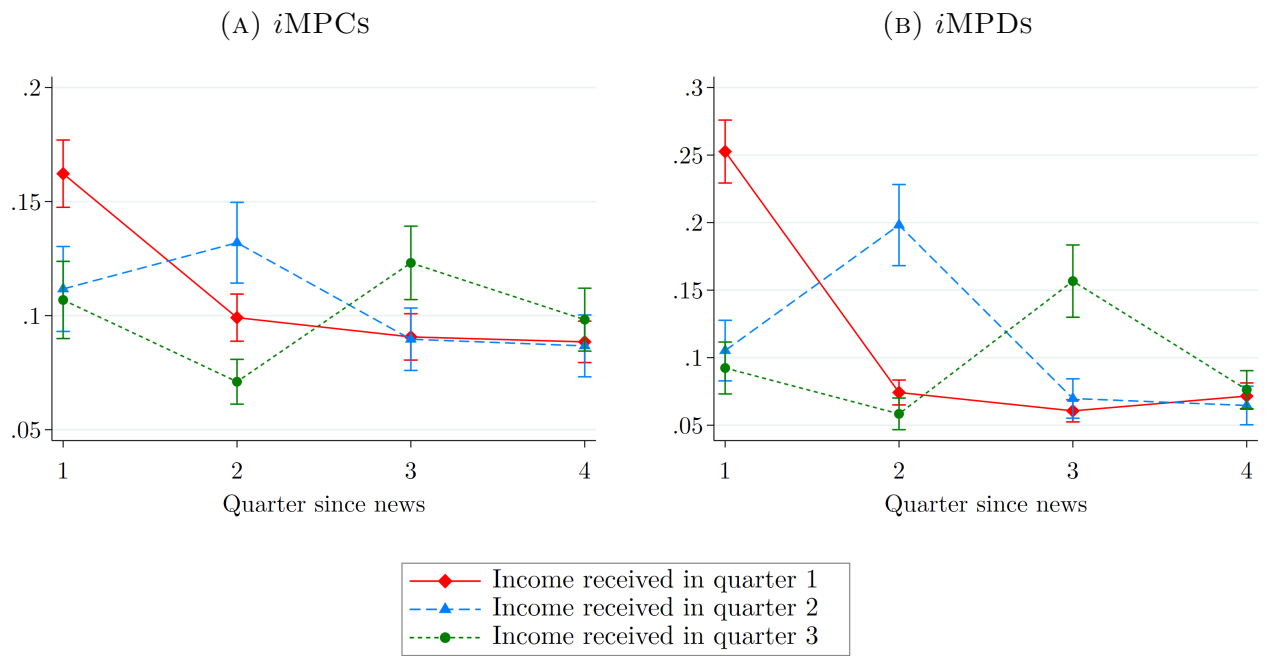 (A) iMPCs
.2
.15
.1
.05
1 2 3 4
Quarter since news
(B) iMPDs
.3
.25
.2
.15
.1
.05
1 2 3 4
Quarter since news
Income received in quarter 1
Income received in quarter 2
Income received in quarter 3